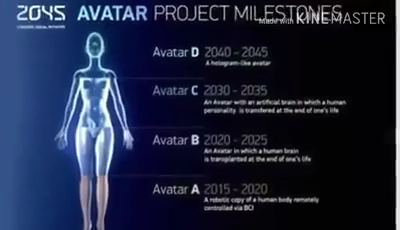 2045 AVATAR PROJECT MILESTONES
Made with KINEMASTER
Avatar D 2040 - 2045
A hologram-like avatar
Avatar C 2030 - 2035
An Avatar with an artificial brain in which a human
personality is transfered at the end of one's life
Avatar B 2020 - 2025
An Avatar in which a human brain
is transplanted at the end of one's life
Avatar A 2015 - 2020
A robotic copy of a human body remotely
controlled via BCI